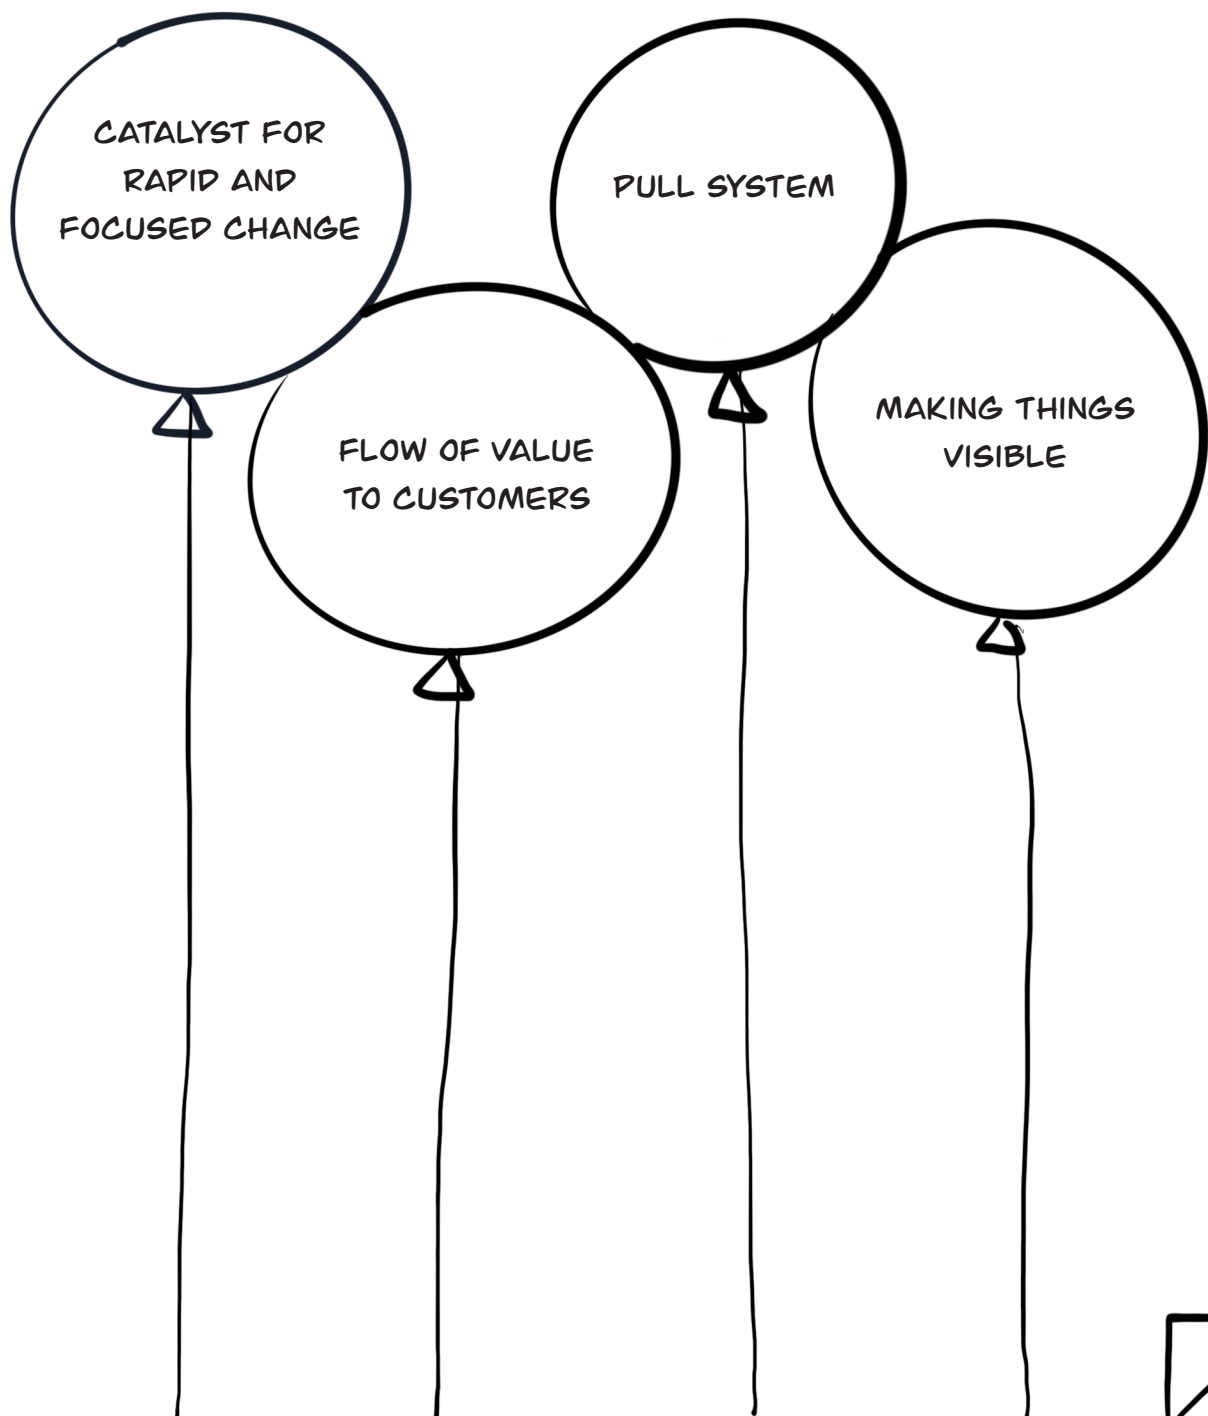 CATALYST FOR
RAPID AND
FOCUSED CHANGE
PULL SYSTEM
FLOW OF VALUE
TO CUSTOMERS
MAKING THINGS
VISIBLE